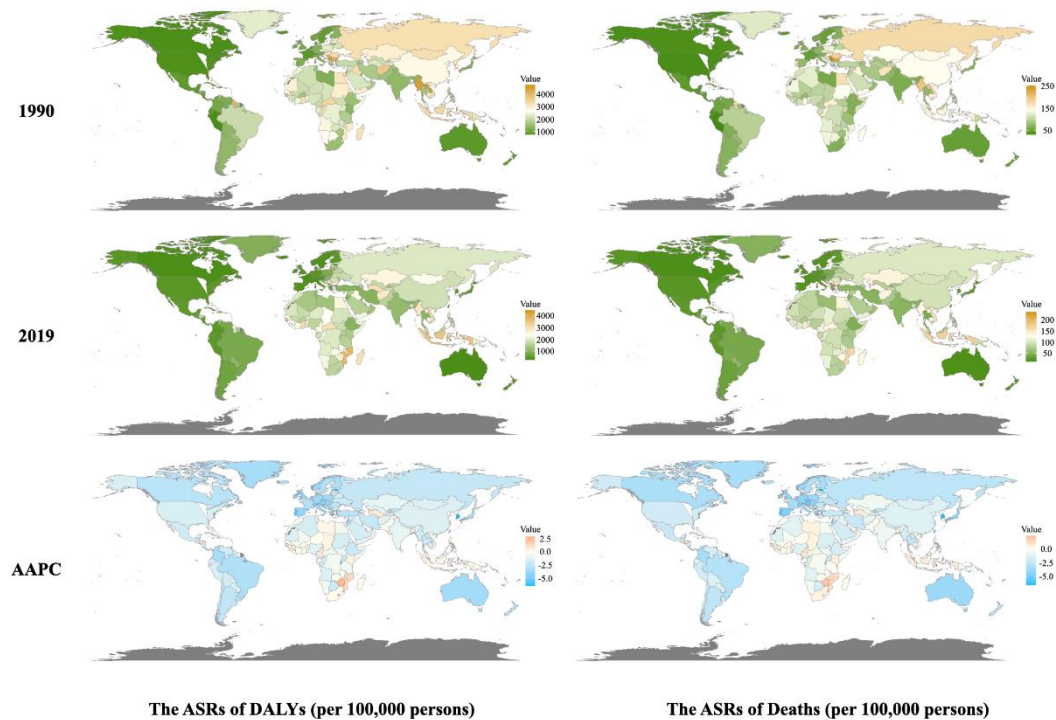 1990
Value
4000
3000
2000
1000
Value
250
150
50
2019
Value
4000
3000
2000
1000
Value
200
150
100
50
AAPC
Value
2.5
0.0
-2.5
-5.0
Value
0.0
-2.5
-5.0
The ASRs of DALYs (per 100,000 persons)
The ASRs of Deaths (per 100,000 persons)